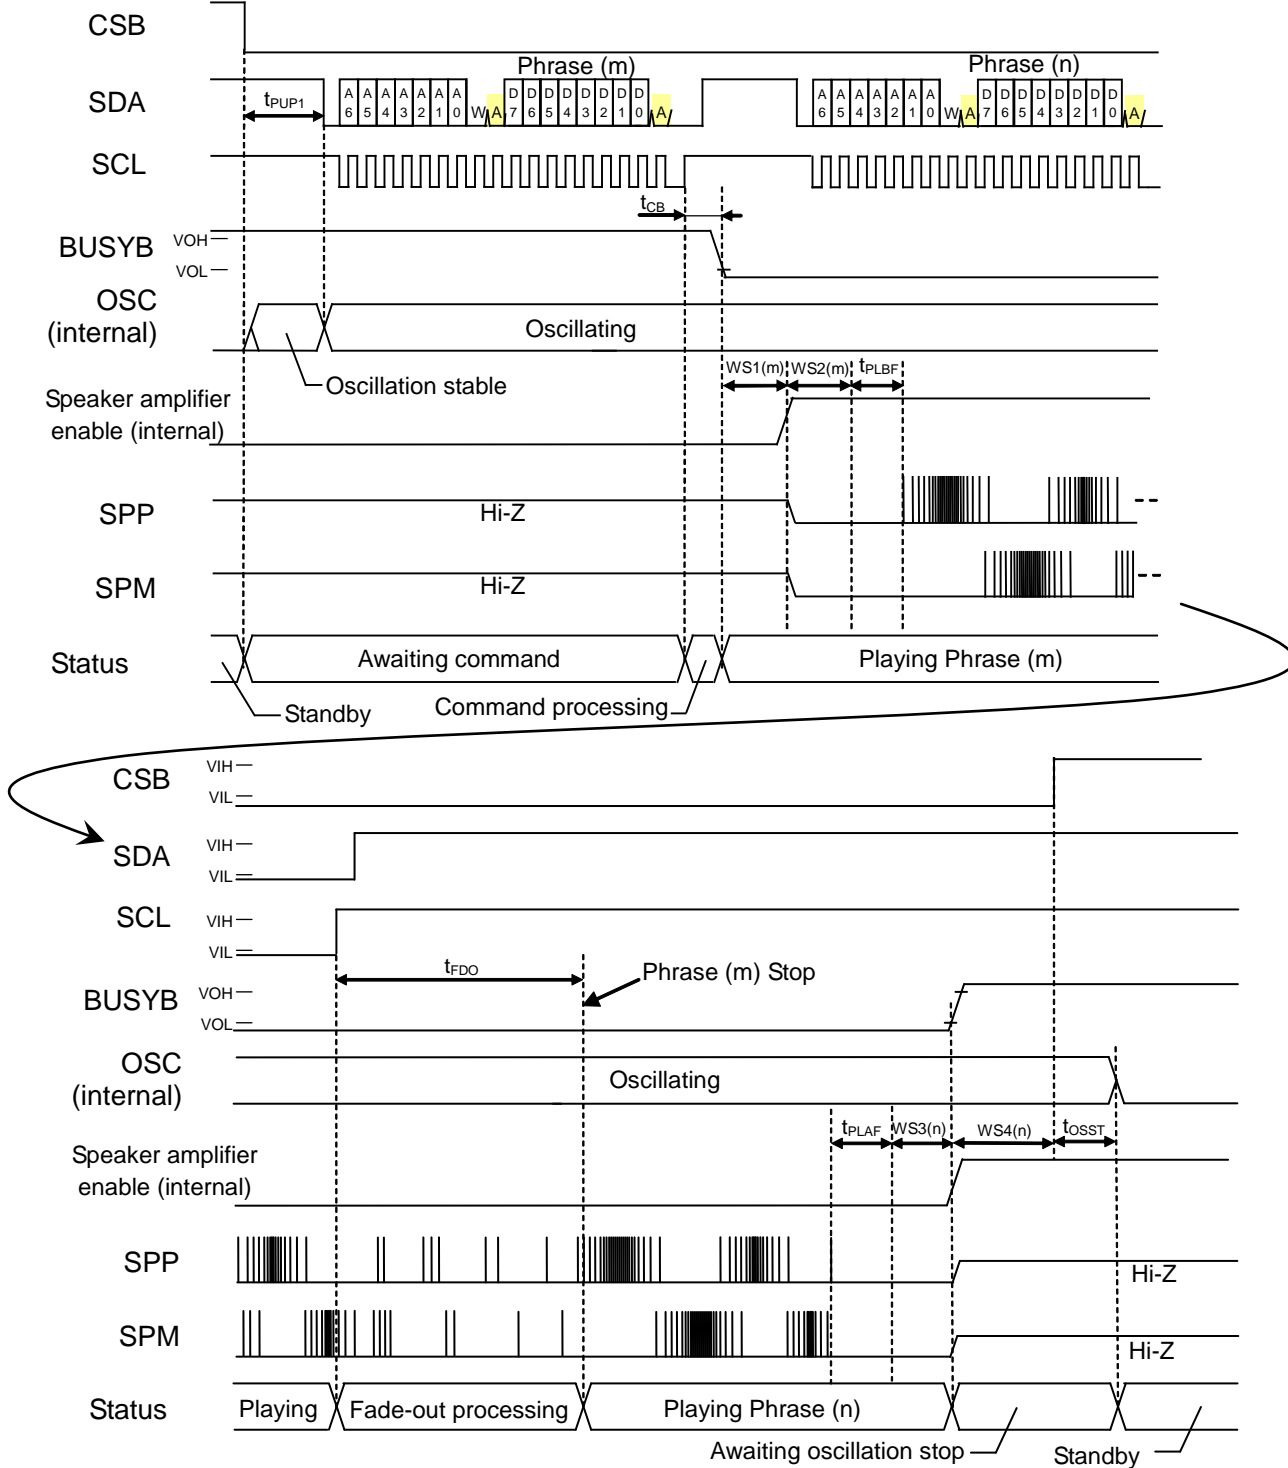 CSB
Phrase (m)
Phrase (n)
SDA
tPUP1
A6 A5 A4 A3 A2 A1 A0 W A D7 D6 D5 D4 D3 D2 D1 D0 A
A6 A5 A4 A3 A2 A1 A0 W A D7 D6 D5 D4 D3 D2 D1 D0 A
SCL
tCB
BUSYB
VOH
VOL
OSC
(internal)
Oscillating
Oscillation stable
WS1(m) WS2(m) tPLBF
Speaker amplifier
enable (internal)
SPP
Hi-Z
SPM
Hi-Z
Status
Awaiting command
Playing Phrase (m)
Standby
Command processing
CSB
VIH
VIL
SDA
VIH
VIL
SCL
VIH
VIL
tFDO
Phrase (m) Stop
BUSYB
VOH
VOL
OSC
(internal)
Oscillating
tPLAF WS3(n) WS4(n) tOSST
Speaker amplifier
enable (internal)
SPP
Hi-Z
SPM
Hi-Z
Status
Playing
Fade-out processing
Playing Phrase (n)
Awaiting oscillation stop
Standby